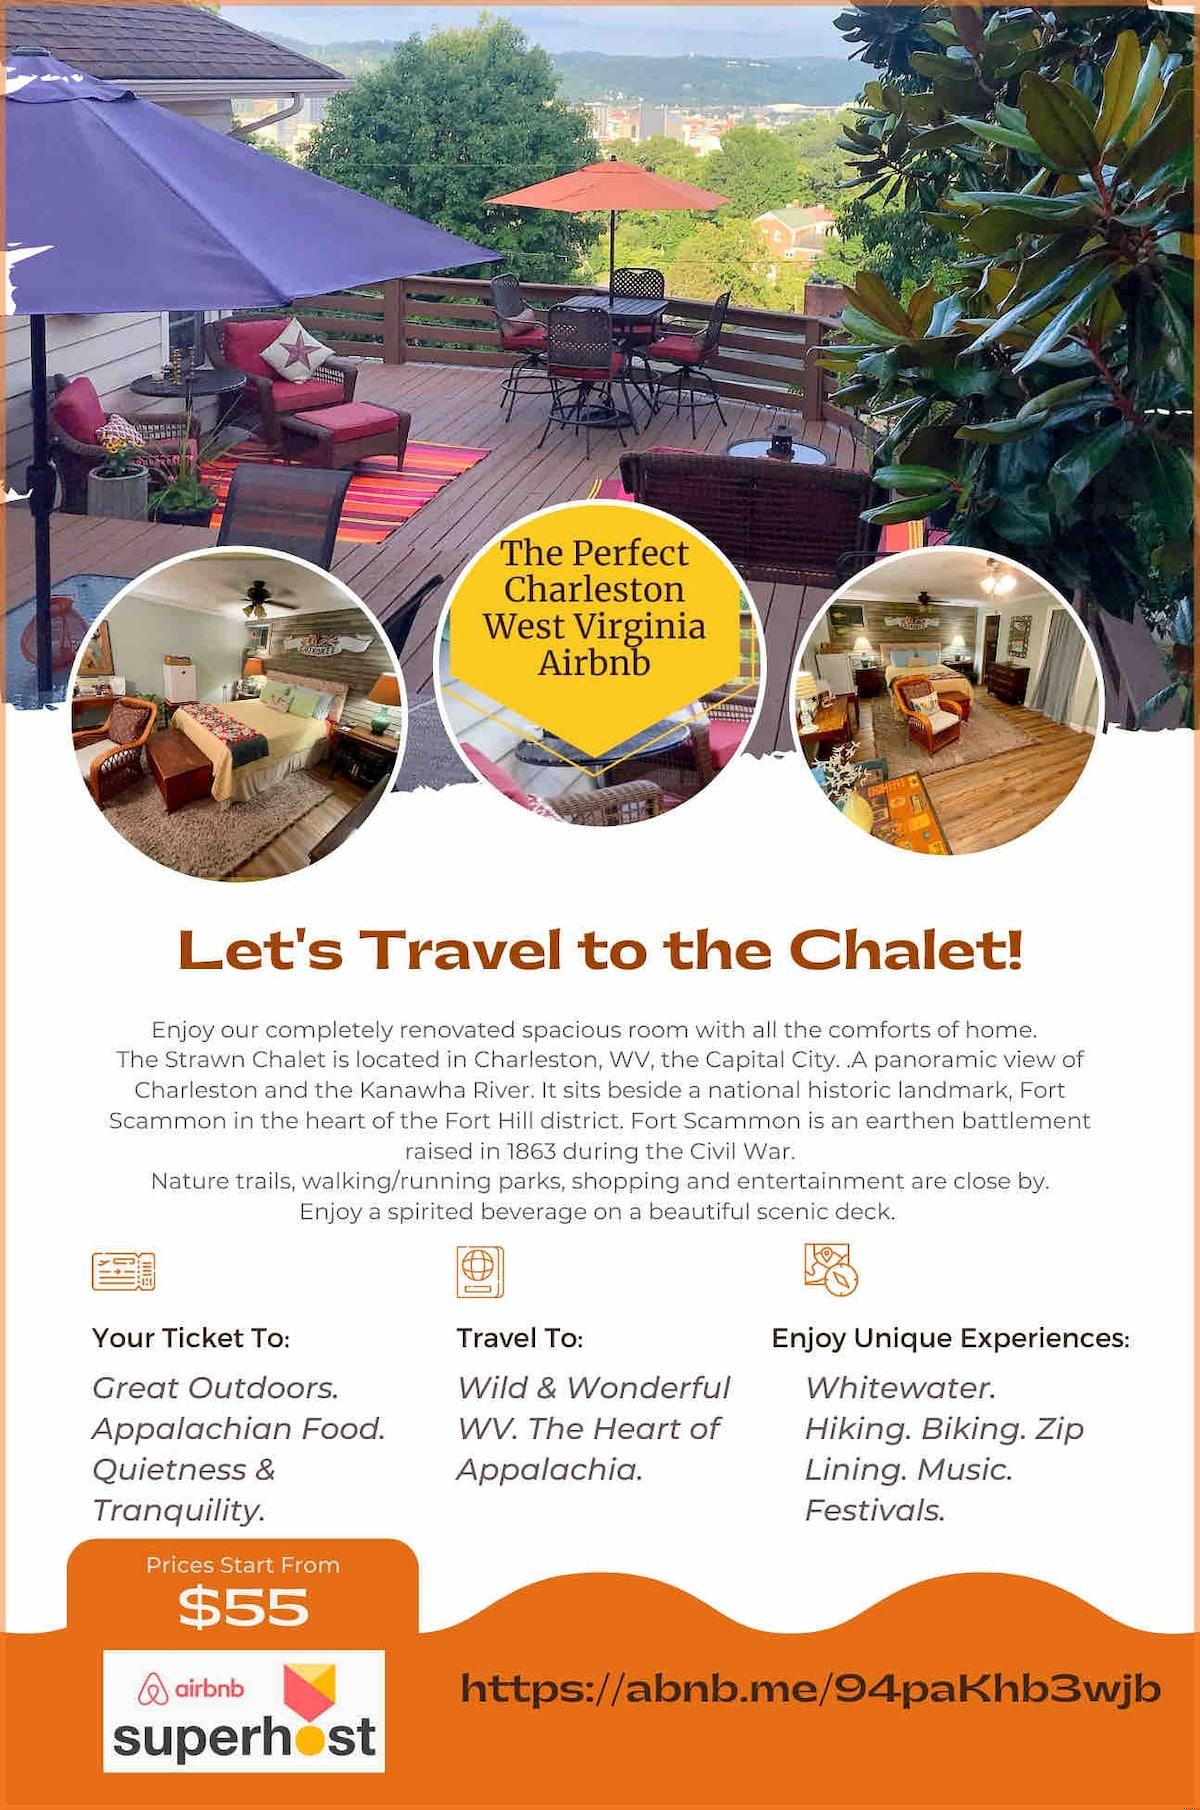 The Perfect
Charleston
West Virginia
Airbnb
Let's Travel to the Chalet!
Enjoy our completely renovated spacious room with all the comforts of home.
The Strawn Chalet is located in Charleston, WV, the Capital City. .A panoramic view of
Charleston and the Kanawha River. It sits beside a national historic landmark, Fort
Scammon in the heart of the Fort Hill district. Fort Scammon is an earthen battlement
raised in 1863 during the Civil War.
Nature trails, walking/running parks, shopping and entertainment are close by.
Enjoy a spirited beverage on a beautiful scenic deck.
Your Ticket To:
Great Outdoors.
Appalachian Food.
Quietness &
Tranquility.
Travel To:
Wild & Wonderful
WV. The Heart of
Appalachia.
Enjoy Unique Experiences:
Whitewater.
Hiking. Biking. Zip
Lining. Music.
Festivals.
Prices Start From
$55
airbnb
superhost
https://abnb.me/94paKhb3wjb